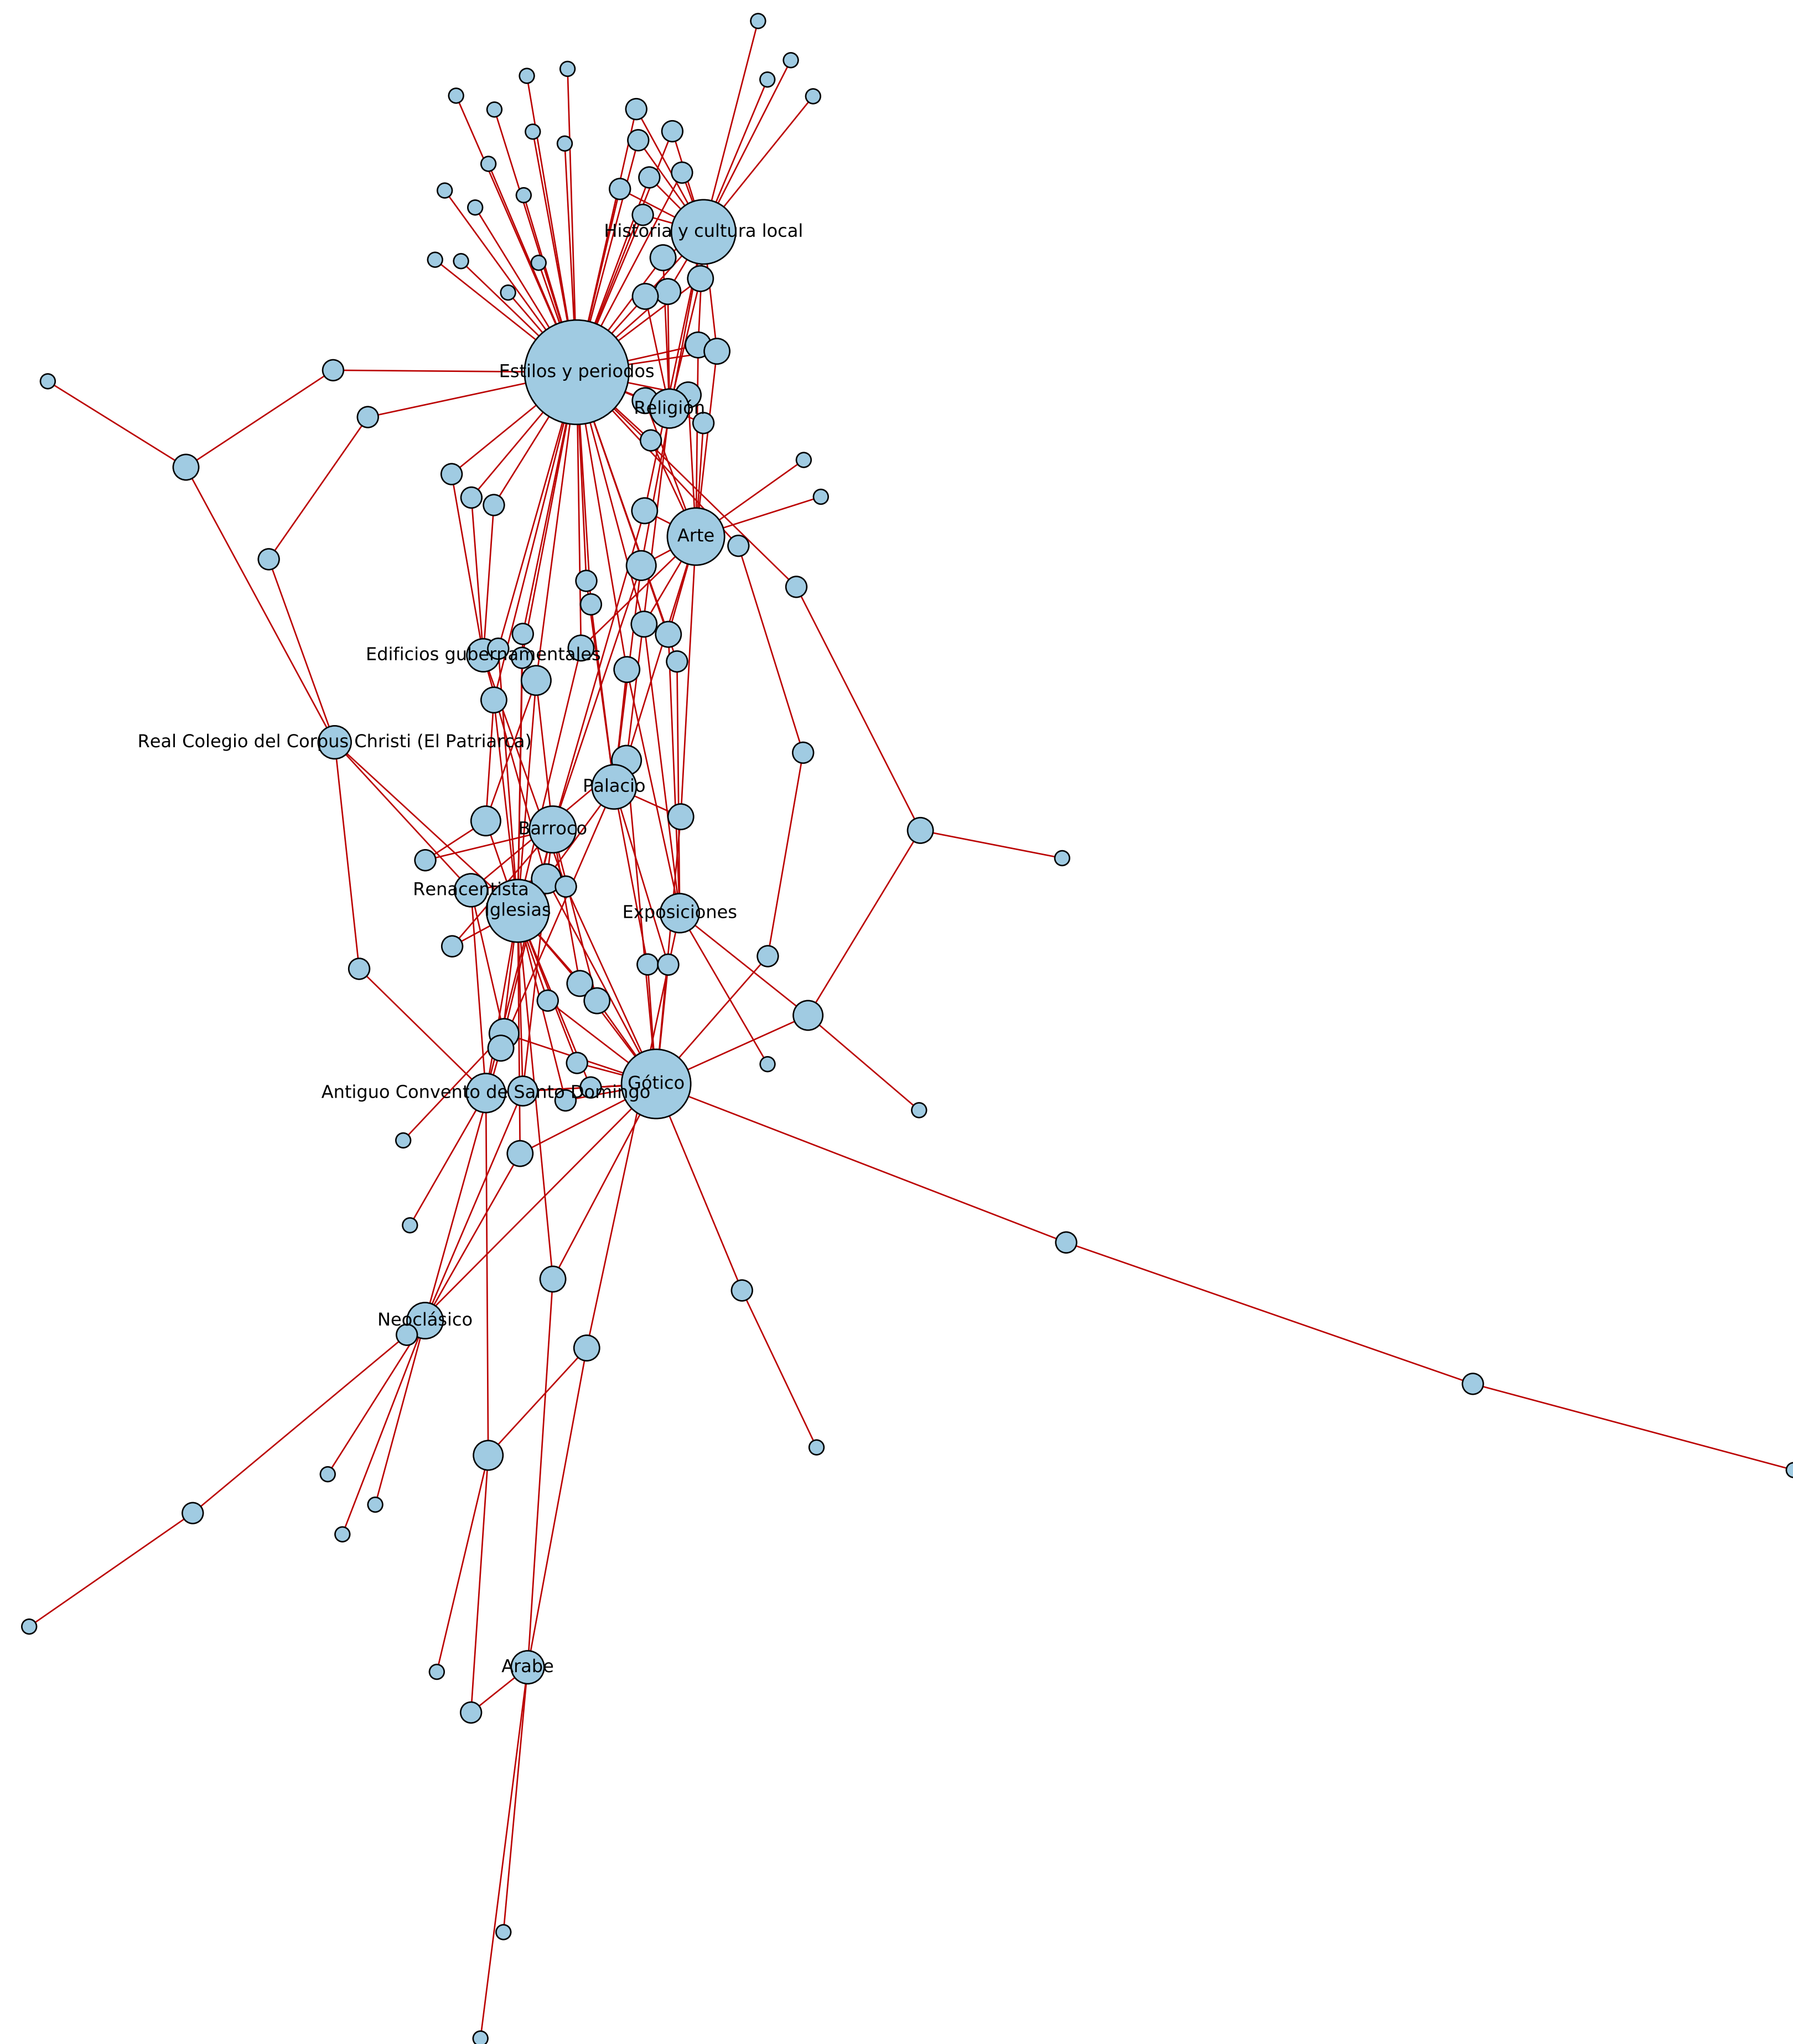 Historia y cultura local
Estilos y periodos
Religión
Arte
Edificios gubernamentales
Real Colegio del Corpus Christi (El Patriarca)
Palacio
Barroco
Renacentista
Iglesias
Exposiciones
Gótico
Antiguo Convento de Santo Domingo
Neoclásico
Arabe